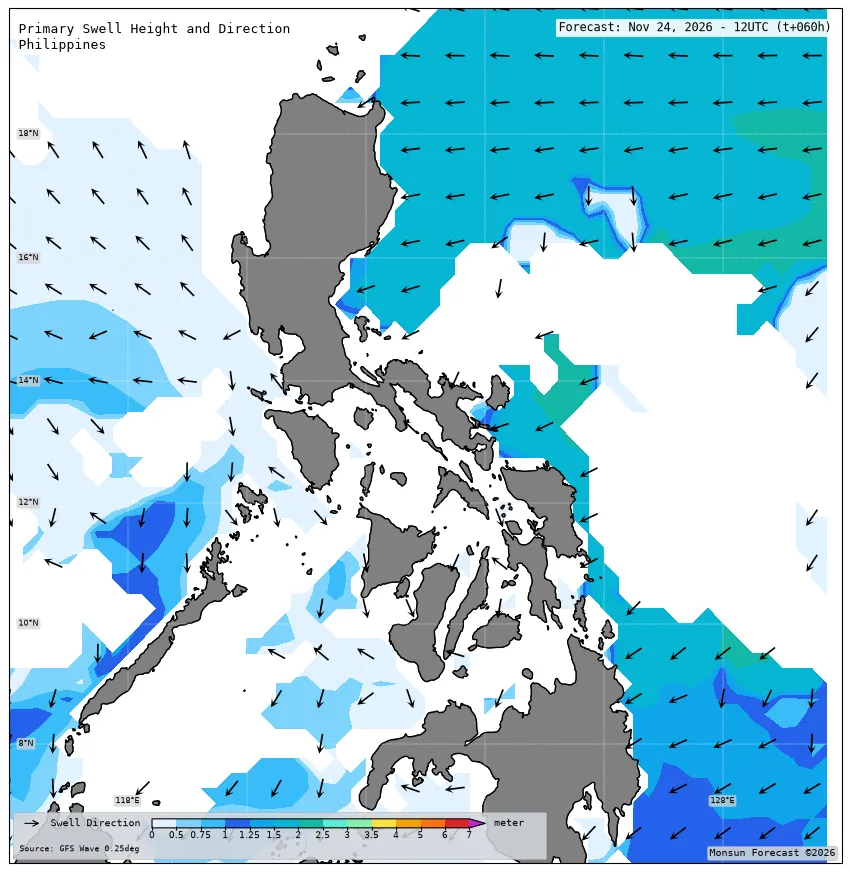 Primary Swell Height and Direction
Philippines
Forecast: Nov 24, 2026 - 12UTC (t+060h)
18°N
16°N
14°N
12°N
10°N
8°N
118°E
128°E
Swell Direction
0 0.5 0.75 1 1.25 1.5 2 2.5 3 3.5 4 5 6 7
meter
Source: GFS Wave 0.25deg
Monsun Forecast ©2026